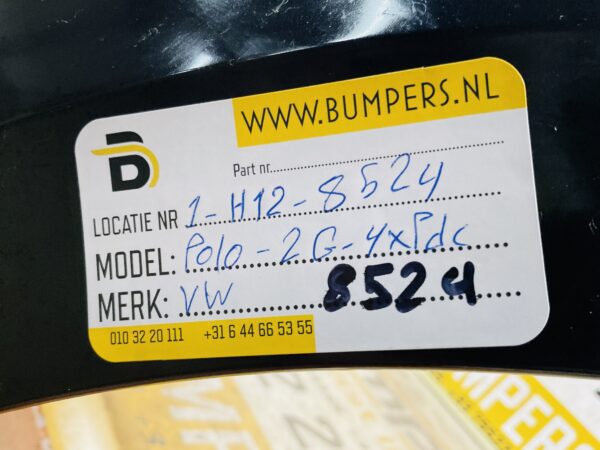 WWW.BUMPERS.NL
B
Part nr.
LOCATIE NR 1-H12-8524
MODEL: Polo-2G-4xPdc
MERK: VW 8524
010 32 20 111 +31 6 44 66 53 55
MPERS